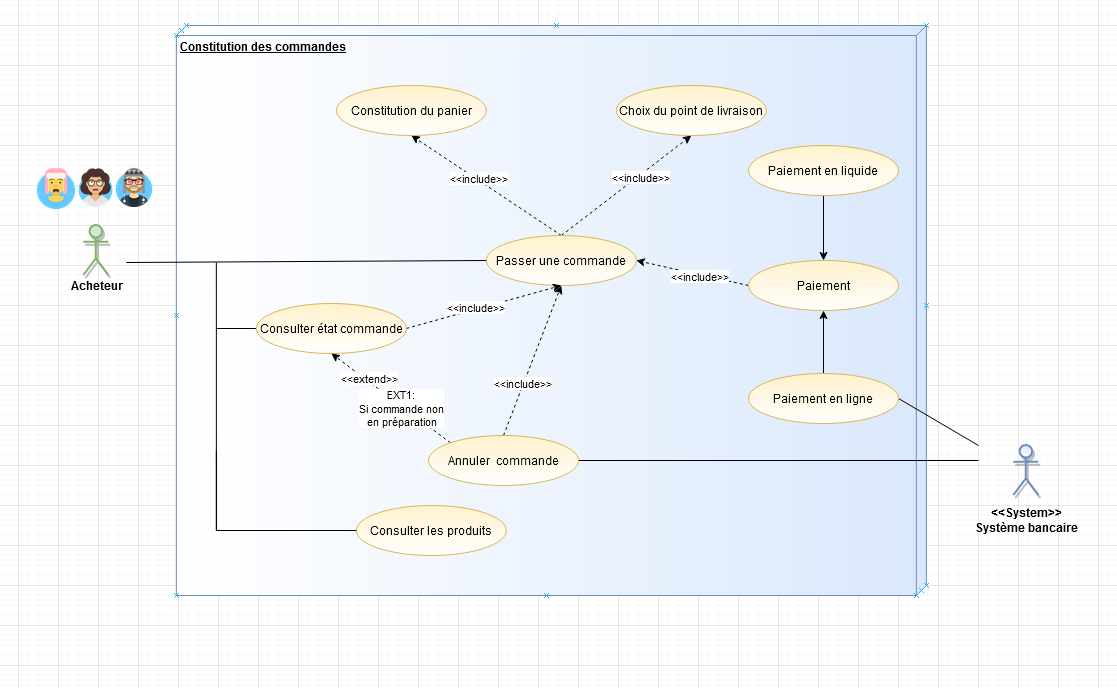 Constitution des commandes
Constitution du panier
Choix du point de livraison
Paiement en liquide
<<include>>
<<include>>
Acheteur
Passer une commande
<<include>>
Paiement
<<include>>
Consulter état commande
<<extend>>
EXT1:
Si commande non
en préparation
<<include>>
Paiement en ligne
Annuler commande
<<System>>
Système bancaire
Consulter les produits